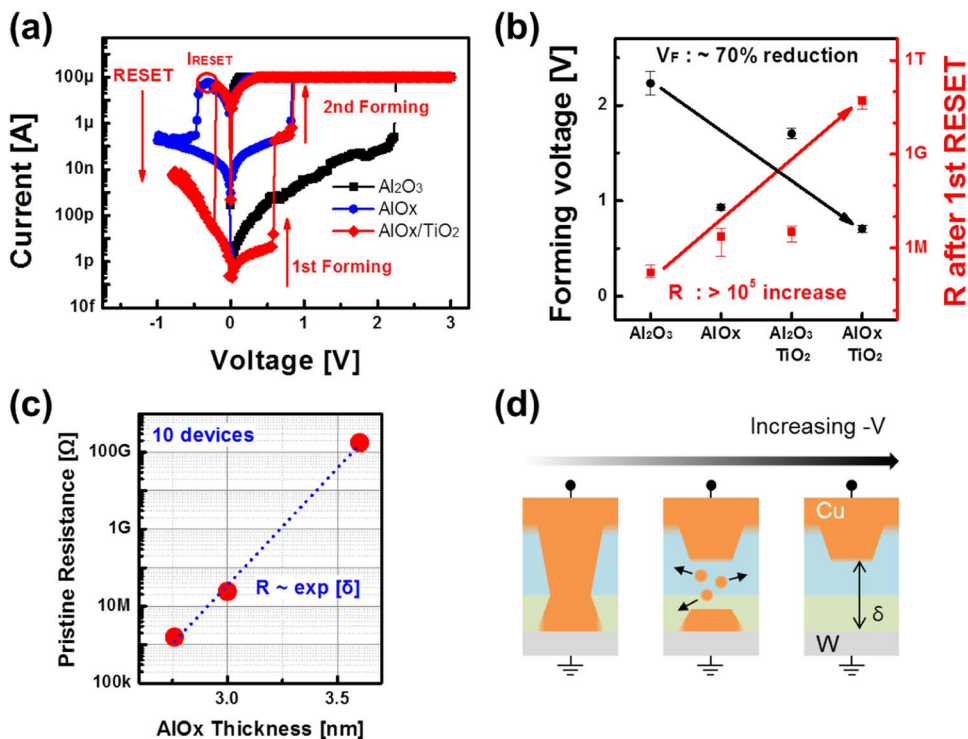 (a)
Current [A]
100µ
1µ
10n
100p
1p
10f
RESET
IRESET
2nd Forming
Al₂O₃
AlOx
AlOx/TiO₂
1st Forming
-1 0 1 2 3
Voltage [V]
(b)
Forming voltage [V]
2
1
0
VF : ~ 70% reduction
R : > 10⁵ increase
1T
1G
1M
R after 1st RESET
Al₂O₃ AlOx Al₂O₃ AlOx
TiO₂ TiO₂
(c)
Pristine Resistance [Ω]
100G
1G
10M
100k
10 devices
R ~ exp [δ]
3.0 3.5
AlOx Thickness [nm]
(d)
Increasing -V
Cu
δ
W